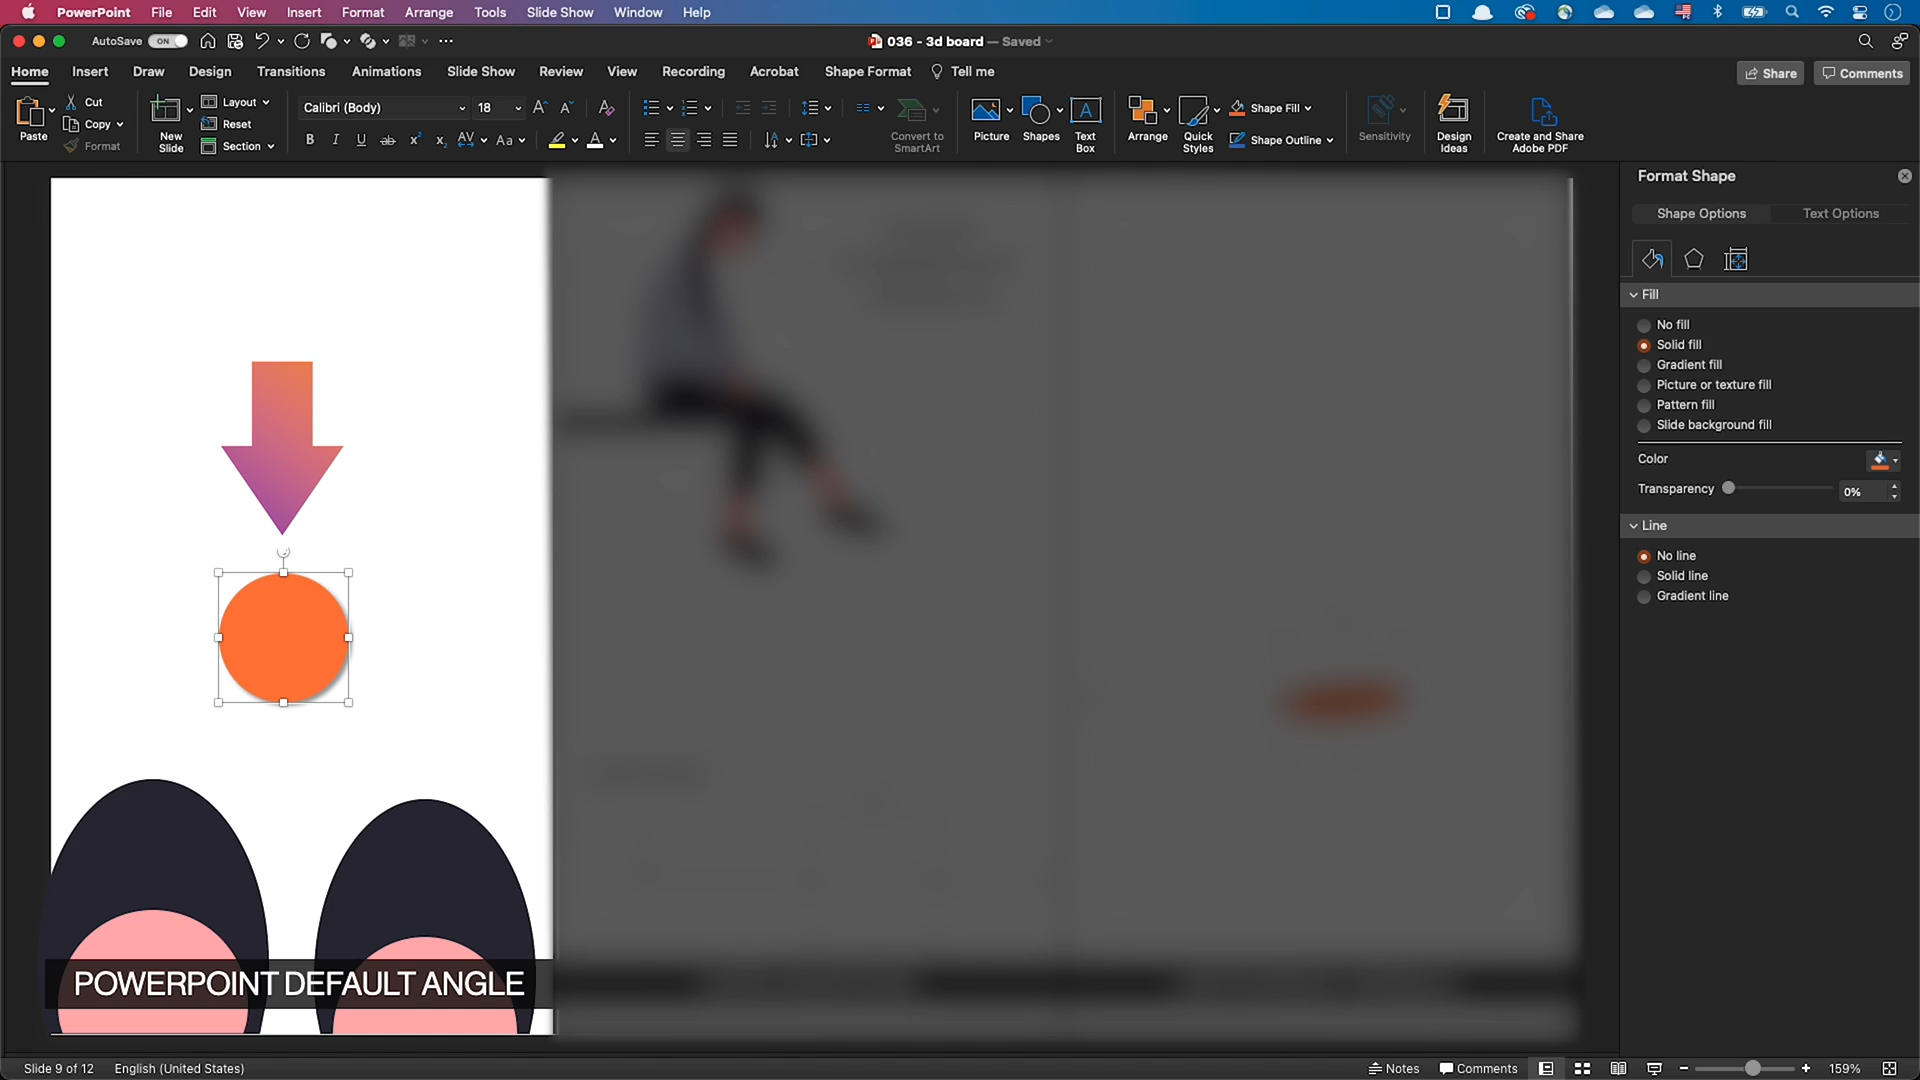 PowerPoint File Edit View Insert Format Arrange Tools Slide Show Window Help
AutoSave ON 036 - 3d board — Saved
Home Insert Draw Design Transitions Animations Slide Show Review View Recording Acrobat Shape Format Tell me Share Comments
Paste
Cut
Copy
Format
New
Slide
Layout
Reset
Section
Calibri (Body) 18
Convert to
SmartArt
Picture
Shapes
Text
Box
Arrange
Quick
Styles
Shape Fill
Shape Outline
Sensitivity
Design
Ideas
Create and Share
Adobe PDF
Format Shape
Shape Options Text Options
Fill
No fill
Solid fill
Gradient fill
Picture or texture fill
Pattern fill
Slide background fill
Color
Transparency 0%
Line
No line
Solid line
Gradient line
POWERPOINT DEFAULT ANGLE
Slide 9 of 12 English (United States) Notes Comments 159%